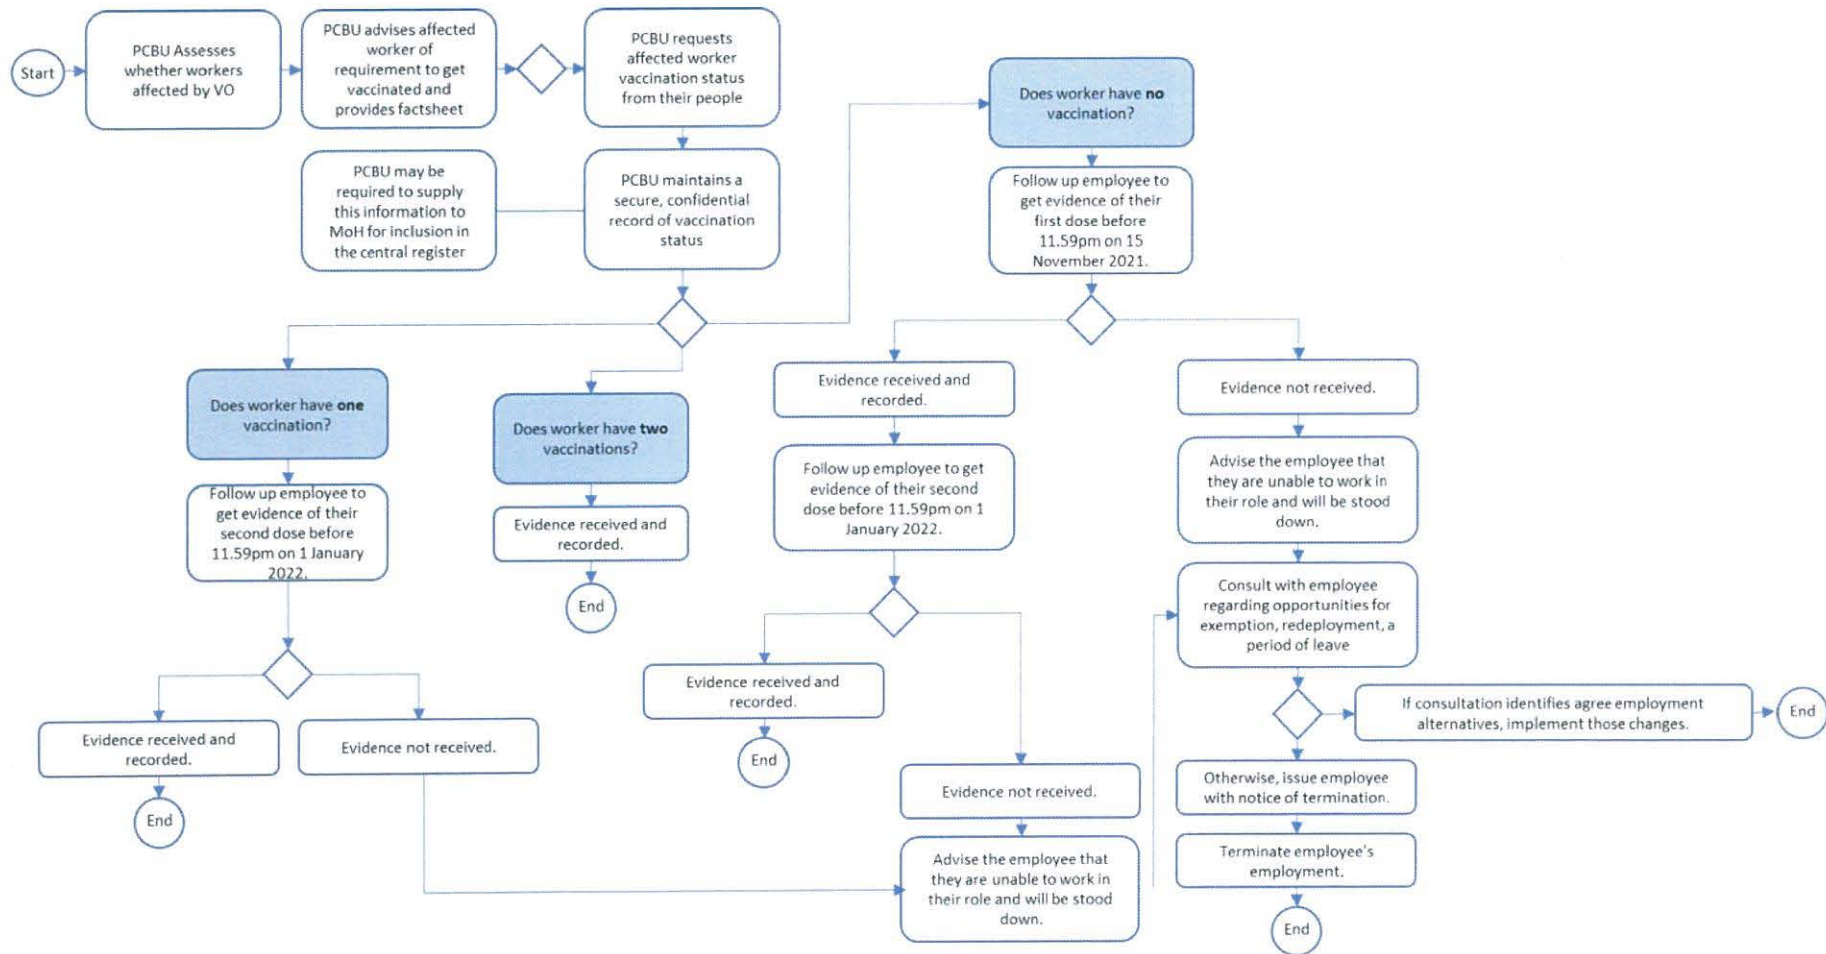 Start
PCBU Assesses
whether workers
affected by VO
PCBU advises affected
worker of
requirement to get
vaccinated and
provides factsheet
PCBU requests
affected worker
vaccination status
from their people
PCBU may be
required to supply
this information to
MoH for inclusion in
the central register
PCBU maintains a
secure, confidential
record of vaccination
status
Does worker have no
vaccination?
Follow up employee to
get evidence of their
first dose before
11.59pm on 15
November 2021.
Does worker have one
vaccination?
Follow up employee to
get evidence of their
second dose before
11.59pm on 1 January
2022.
Evidence received and
recorded.
End
Evidence not received.
Does worker have two
vaccinations?
Evidence received and
recorded.
End
Evidence received and
recorded.
Follow up employee to get
evidence of their second
dose before 11.59pm on 1
January 2022.
Evidence received and
recorded.
End
Evidence not received.
Advise the employee that
they are unable to work in
their role and will be stood
down.
Evidence not received.
Advise the employee that
they are unable to work in
their role and will be stood
down.
Consult with employee
regarding opportunities for
exemption, redeployment, a
period of leave
If consultation identifies agree employment
alternatives, implement those changes.
End
Otherwise, issue employee
with notice of termination.
Terminate employee's
employment.
End